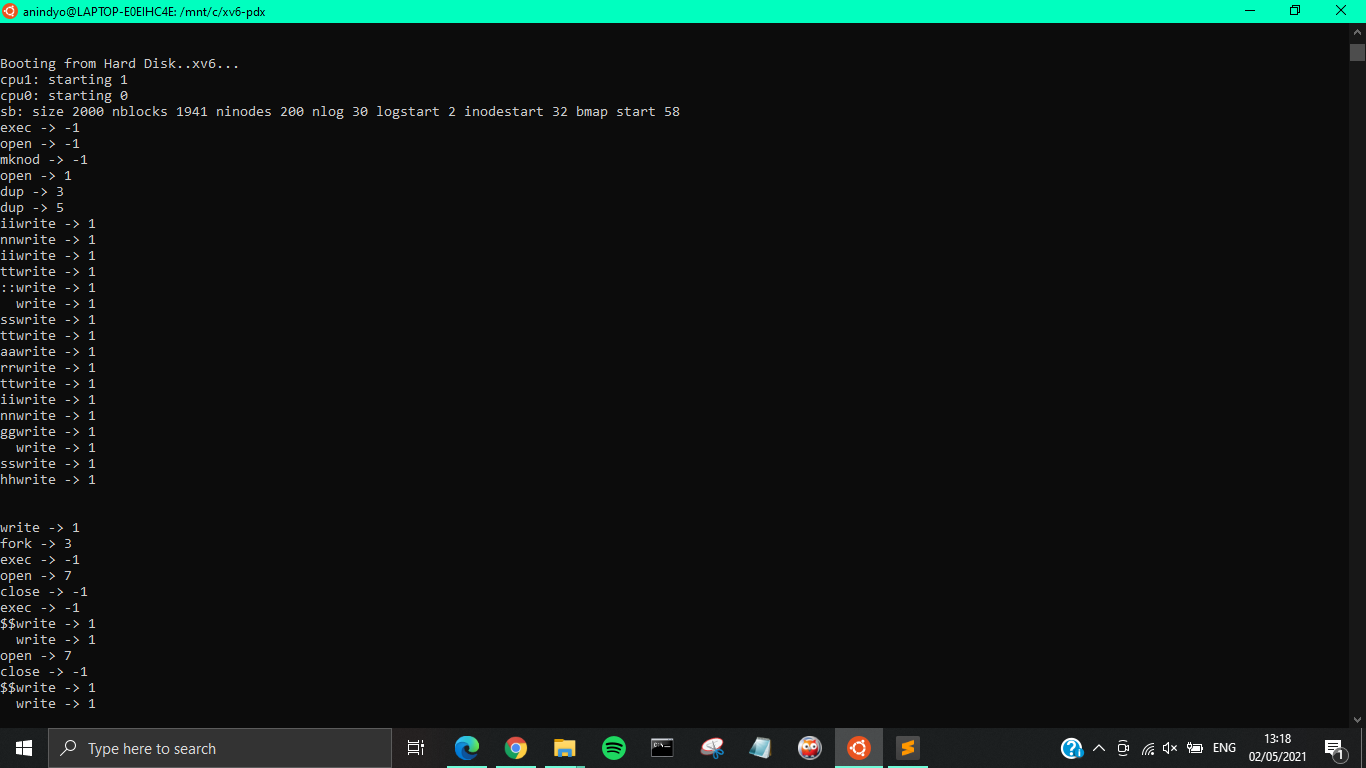 anindyo@LAPTOP-E0EIHC4E: /mnt/c/xv6-pdx
Booting from Hard Disk..xv6...
cpu1: starting 1
cpu0: starting 0
sb: size 2000 nblocks 1941 ninodes 200 nlog 30 logstart 2 inodestart 32 bmap start 58
exec -> -1
open -> -1
mknod -> -1
open -> 1
dup -> 3
dup -> 5
iiwrite -> 1
nnwrite -> 1
iiwrite -> 1
ttwrite -> 1
::write -> 1
  write -> 1
sswrite -> 1
ttwrite -> 1
aawrite -> 1
rrwrite -> 1
ttwrite -> 1
iiwrite -> 1
nnwrite -> 1
ggwrite -> 1
  write -> 1
sswrite -> 1
hhwrite -> 1
write -> 1
fork -> 3
exec -> -1
open -> 7
close -> -1
exec -> -1
$$write -> 1
  write -> 1
open -> 7
close -> -1
$$write -> 1
  write -> 1
Type here to search
ENG
13:18
02/05/2021
1